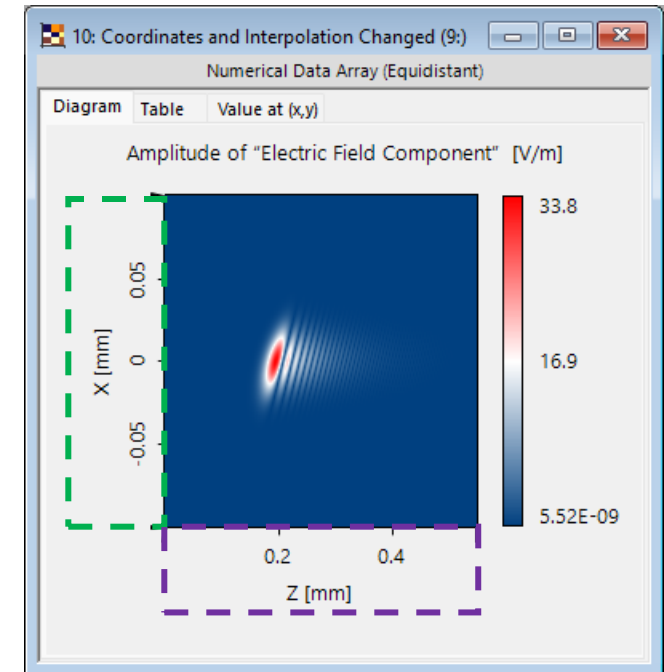 10: Coordinates and Interpolation Changed (9:)
Numerical Data Array (Equidistant)
Diagram Table Value at (x,y)
Amplitude of "Electric Field Component" [V/m]
33.8
16.9
5.52E-09
0.05
0
-0.05
X [mm]
0.2 0.4
Z [mm]